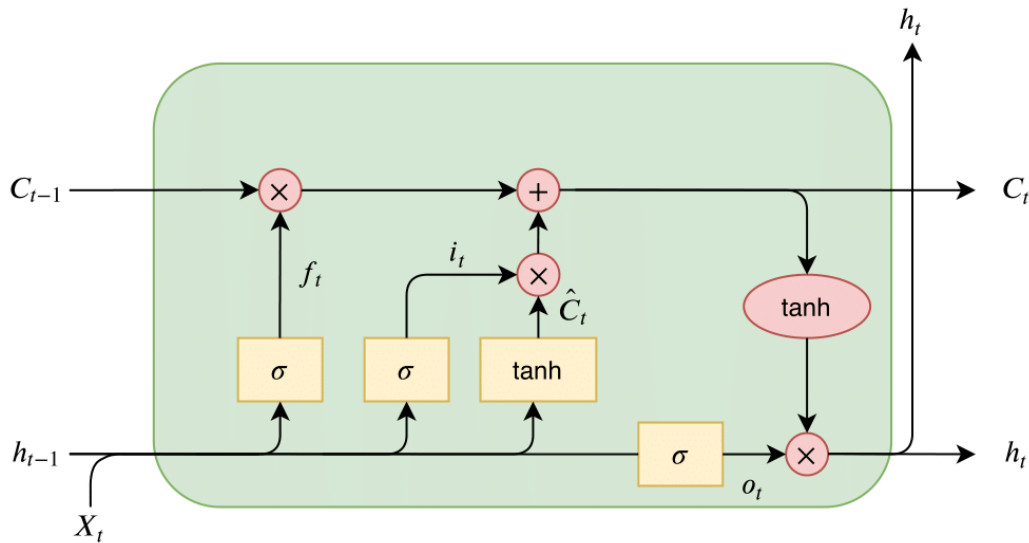 h_t
C_{t-1} × + C_t
i_t
f_t × Ĉ_t
tanh
σ σ tanh
h_{t-1} σ × h_t
o_t
X_t